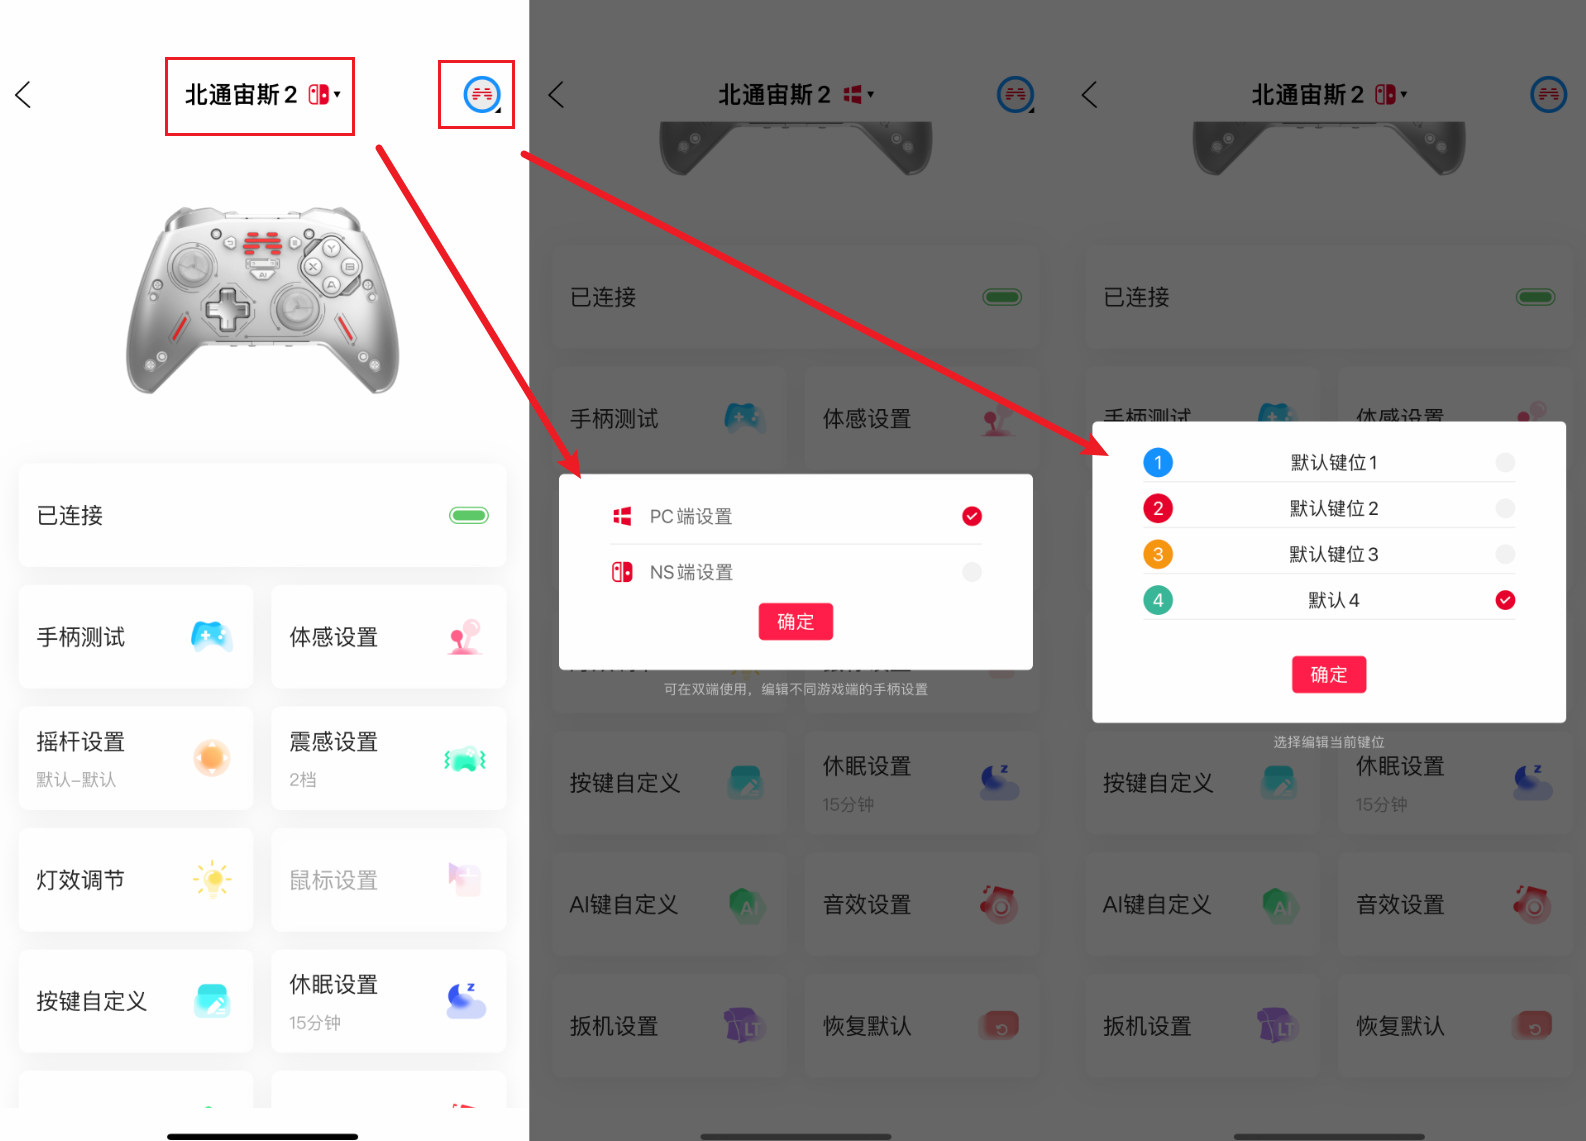 北通宙斯2
已连接
手柄测试
体感设置
摇杆设置
默认-默认
震感设置
2档
灯效调节
鼠标设置
按键自定义
休眠设置
15分钟
北通宙斯2
已连接
手柄测试
体感设置
PC端设置
NS端设置
确定
可在双端使用，编辑不同游戏端的手柄设置
按键自定义
休眠设置
15分钟
AI键自定义
AI
音效设置
扳机设置
LT
恢复默认
北通宙斯2
已连接
手柄测试
体感设置
1 默认键位1
2 默认键位2
3 默认键位3
4 默认4
确定
选择编辑当前键位
按键自定义
休眠设置
15分钟
AI键自定义
AI
音效设置
扳机设置
LT
恢复默认